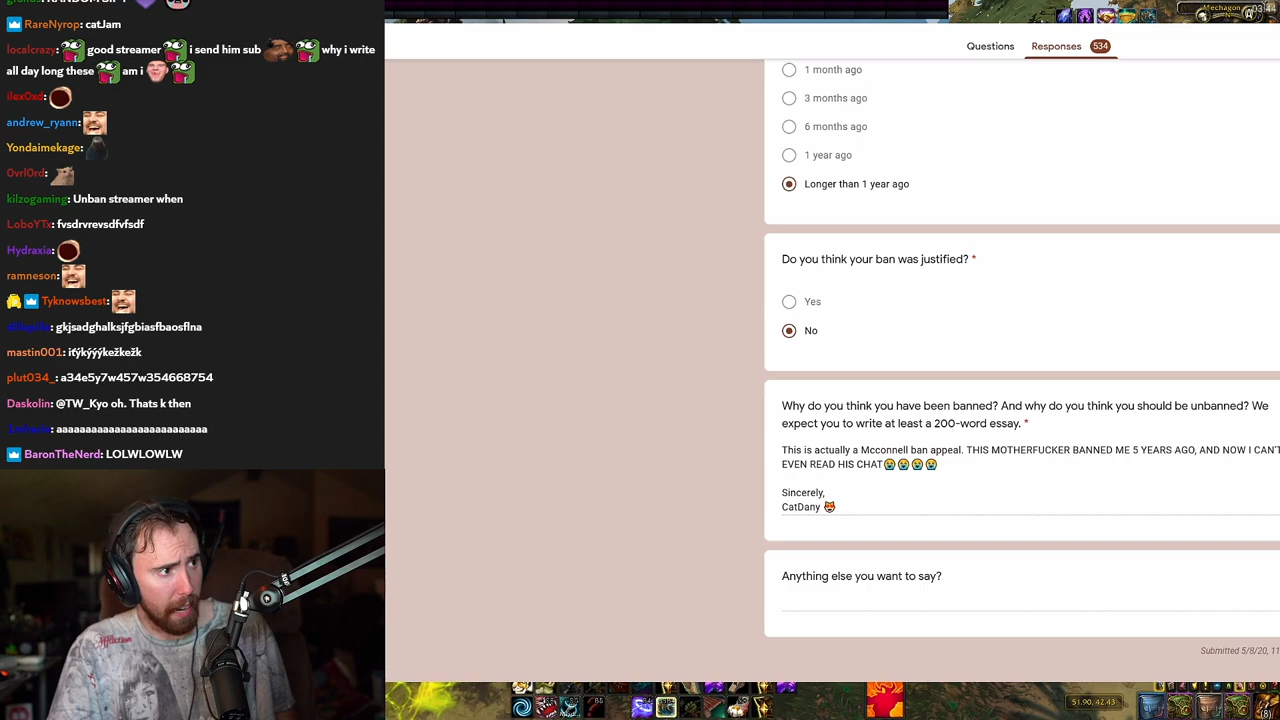 RareNyrop: catJam
localcrazy: good streamer i send him sub why i write
all day long these am i
ilex0xd:
andrew_ryann:
Yondaimekage:
0vrl0rd:
kilzogaming: Unban streamer when
LoboYTx: fvsdrvrevsdfvfsdf
Hydraxia:
ramneson:
Tyknowsbest:
gkjsadghalksjfgbiasfbaosflna
mastin001: iťýkýýýkežkežk
plut034_: a34e5y7w457w354668754
Daskolin: @TW_Kyo oh. Thats k then
aaaaaaaaaaaaaaaaaaaaaaaaaa
BaronTheNerd: LOLWLOWLW
Mechagon
Questions Responses 534
1 month ago
3 months ago
6 months ago
1 year ago
Longer than 1 year ago
Do you think your ban was justified? *
Yes
No
Why do you think you have been banned? And why do you think you should be unbanned? We
expect you to write at least a 200-word essay. *
This is actually a Mcconnell ban appeal. THIS MOTHERFUCKER BANNED ME 5 YEARS AGO, AND NOW I CAN'T
EVEN READ HIS CHAT😭😭😭😭
Sincerely,
CatDany 🦊
Anything else you want to say?
Submitted 5/8/20, 11
51.90, 42.43